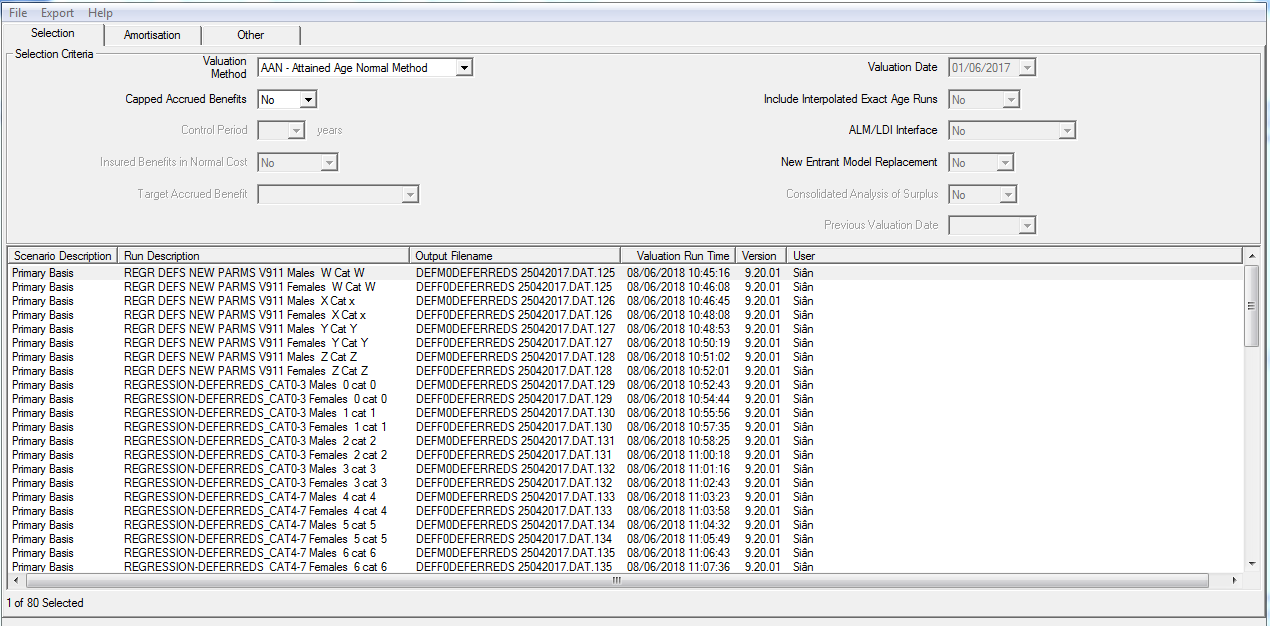 File Export Help
Selection Amortisation Other
Selection Criteria
Valuation Method AAN - Attained Age Normal Method Valuation Date 01/06/2017
Capped Accrued Benefits No Include Interpolated Exact Age Runs No
Control Period years ALM/LDI Interface No
Insured Benefits in Normal Cost No New Entrant Model Replacement No
Target Accrued Benefit Consolidated Analysis of Surplus No
Previous Valuation Date
Scenario Description Run Description Output Filename Valuation Run Time Version User
Primary Basis REGR DEFS NEW PARMS V911 Males W Cat W DEFM0DEFERREDS 25042017.DAT.125 08/06/2018 10:45:16 9.20.01 Siân
Primary Basis REGR DEFS NEW PARMS V911 Females W Cat W DEFF0DEFERREDS 25042017.DAT.125 08/06/2018 10:46:08 9.20.01 Siân
Primary Basis REGR DEFS NEW PARMS V911 Males X Cat x DEFM0DEFERREDS 25042017.DAT.126 08/06/2018 10:46:45 9.20.01 Siân
Primary Basis REGR DEFS NEW PARMS V911 Females X Cat x DEFF0DEFERREDS 25042017.DAT.126 08/06/2018 10:48:08 9.20.01 Siân
Primary Basis REGR DEFS NEW PARMS V911 Males Y Cat Y DEFM0DEFERREDS 25042017.DAT.127 08/06/2018 10:48:53 9.20.01 Siân
Primary Basis REGR DEFS NEW PARMS V911 Females Y Cat Y DEFF0DEFERREDS 25042017.DAT.127 08/06/2018 10:50:19 9.20.01 Siân
Primary Basis REGR DEFS NEW PARMS V911 Males Z Cat Z DEFM0DEFERREDS 25042017.DAT.128 08/06/2018 10:51:02 9.20.01 Siân
Primary Basis REGR DEFS NEW PARMS V911 Females Z Cat Z DEFF0DEFERREDS 25042017.DAT.128 08/06/2018 10:52:01 9.20.01 Siân
Primary Basis REGRESSION-DEFERREDS_CAT0-3 Males 0 cat 0 DEFM0DEFERREDS 25042017.DAT.129 08/06/2018 10:52:43 9.20.01 Siân
Primary Basis REGRESSION-DEFERREDS_CAT0-3 Females 0 cat 0 DEFF0DEFERREDS 25042017.DAT.129 08/06/2018 10:54:44 9.20.01 Siân
Primary Basis REGRESSION-DEFERREDS_CAT0-3 Males 1 cat 1 DEFM0DEFERREDS 25042017.DAT.130 08/06/2018 10:55:56 9.20.01 Siân
Primary Basis REGRESSION-DEFERREDS_CAT0-3 Females 1 cat 1 DEFF0DEFERREDS 25042017.DAT.130 08/06/2018 10:57:35 9.20.01 Siân
Primary Basis REGRESSION-DEFERREDS_CAT0-3 Males 2 cat 2 DEFM0DEFERREDS 25042017.DAT.131 08/06/2018 10:58:25 9.20.01 Siân
Primary Basis REGRESSION-DEFERREDS_CAT0-3 Females 2 cat 2 DEFF0DEFERREDS 25042017.DAT.131 08/06/2018 11:00:18 9.20.01 Siân
Primary Basis REGRESSION-DEFERREDS_CAT0-3 Males 3 cat 3 DEFM0DEFERREDS 25042017.DAT.132 08/06/2018 11:01:16 9.20.01 Siân
Primary Basis REGRESSION-DEFERREDS_CAT0-3 Females 3 cat 3 DEFF0DEFERREDS 25042017.DAT.132 08/06/2018 11:02:43 9.20.01 Siân
Primary Basis REGRESSION-DEFERREDS_CAT4-7 Males 4 cat 4 DEFM0DEFERREDS 25042017.DAT.133 08/06/2018 11:03:23 9.20.01 Siân
Primary Basis REGRESSION-DEFERREDS_CAT4-7 Females 4 cat 4 DEFF0DEFERREDS 25042017.DAT.133 08/06/2018 11:03:58 9.20.01 Siân
Primary Basis REGRESSION-DEFERREDS_CAT4-7 Males 5 cat 5 DEFM0DEFERREDS 25042017.DAT.134 08/06/2018 11:04:32 9.20.01 Siân
Primary Basis REGRESSION-DEFERREDS_CAT4-7 Females 5 cat 5 DEFF0DEFERREDS 25042017.DAT.134 08/06/2018 11:05:49 9.20.01 Siân
Primary Basis REGRESSION-DEFERREDS_CAT4-7 Males 6 cat 6 DEFM0DEFERREDS 25042017.DAT.135 08/06/2018 11:06:43 9.20.01 Siân
Primary Basis REGRESSION-DEFERREDS_CAT4-7 Females 6 cat 6 DEFF0DEFERREDS 25042017.DAT.135 08/06/2018 11:07:36 9.20.01 Siân
1 of 80 Selected